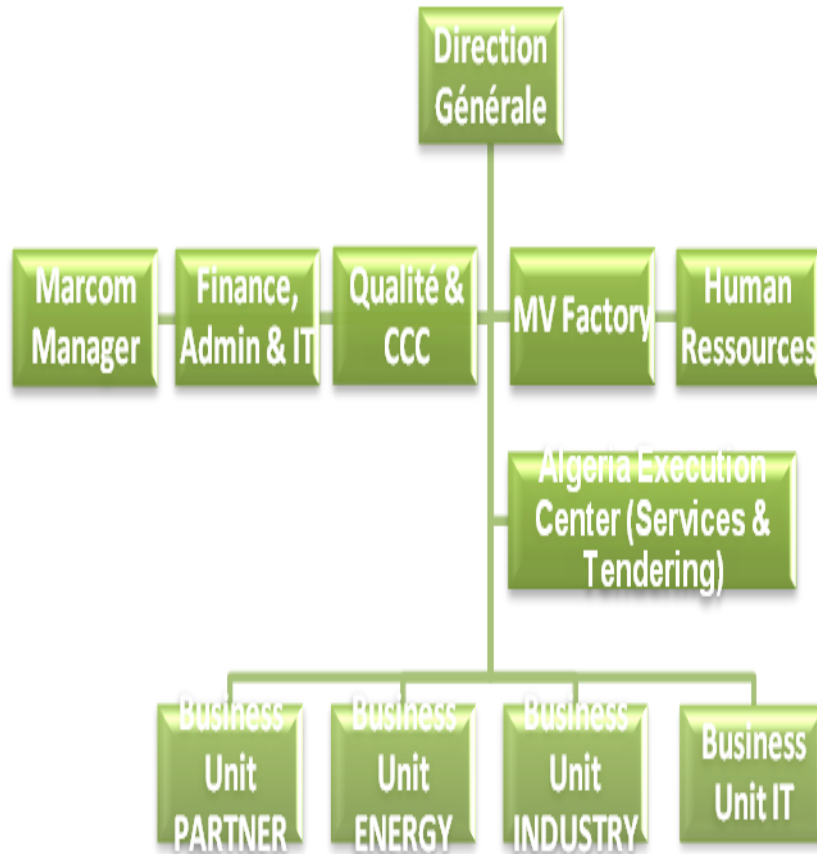 Direction
Générale
Marcom
Manager
Finance,
Admin & IT
Qualité &
CCC
MV Factory
Human
Ressources
Algeria Execution
Center (Services &
Tendering)
Business
Unit
PARTNER
Business
Unit
ENERGY
Business
Unit
INDUSTRY
Business
Unit IT